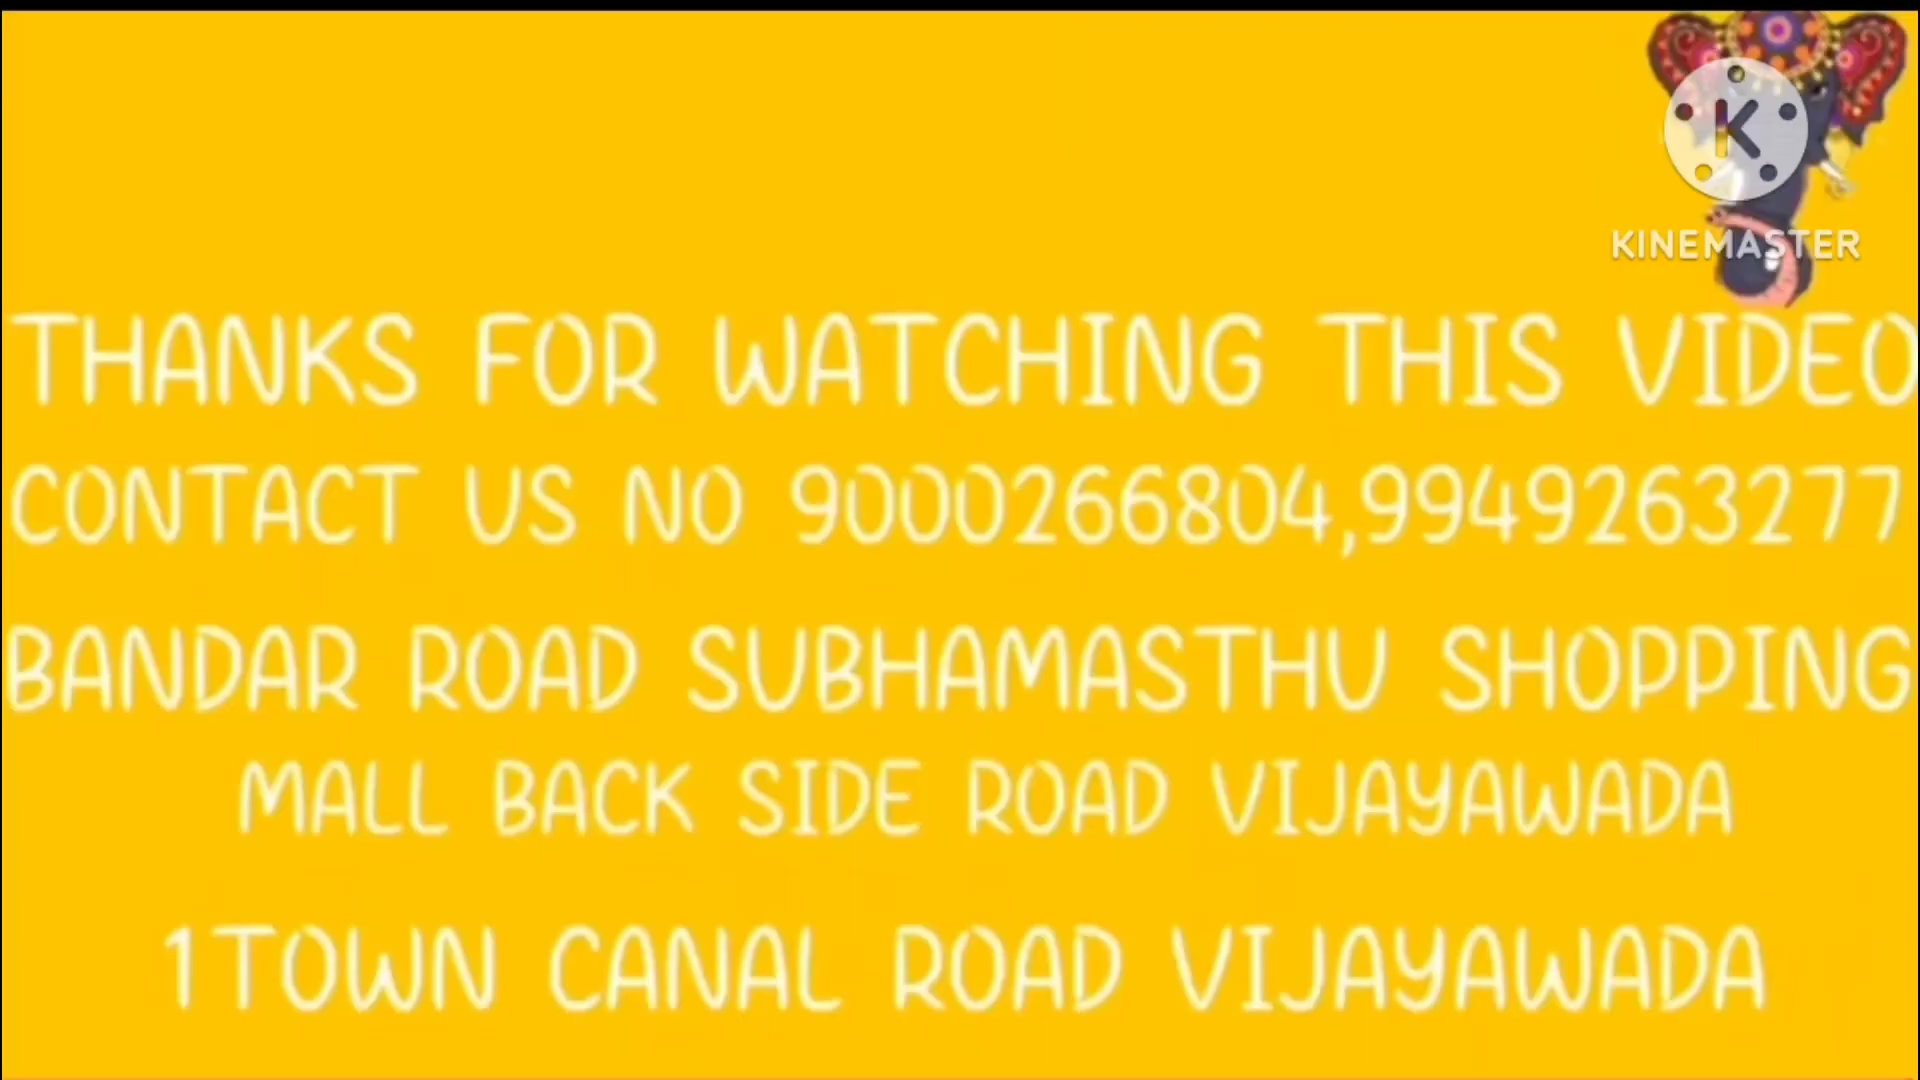 K
KINEMASTER
THANKS FOR WATCHING THIS VIDEO
CONTACT US NO 9000266804,9949263277
BANDAR ROAD SUBHAMASTHU SHOPPING
MALL BACK SIDE ROAD VIJAYAWADA
1TOWN CANAL ROAD VIJAYAWADA